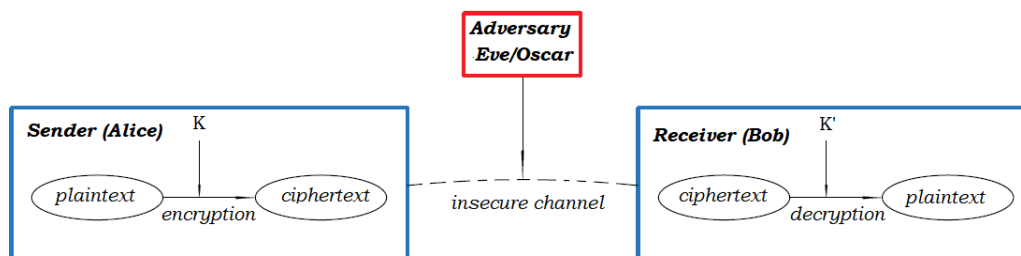 Adversary
Eve/Oscar
Sender (Alice)
K
plaintext
encryption
ciphertext
insecure channel
Receiver (Bob)
K'
ciphertext
decryption
plaintext